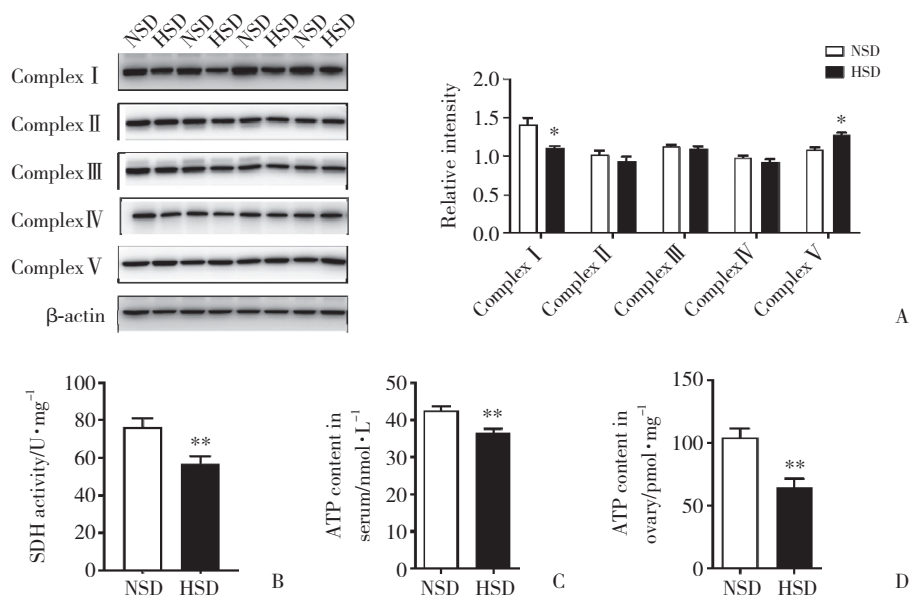 NSD HSD NSD HSD NSD HSD NSD HSD
Complex Ⅰ
Complex Ⅱ
Complex Ⅲ
Complex Ⅳ
Complex Ⅴ
β-actin
NSD
HSD
Relative intensity
2.0
1.5
1.0
0.5
0.0
*
*
Complex Ⅰ
Complex Ⅱ
Complex Ⅲ
Complex Ⅳ
Complex Ⅴ
A
SDH activity/U·mg⁻¹
80
60
40
20
0
**
NSD HSD
B
ATP content in
serum/nmol·L⁻¹
50
40
30
20
10
0
**
NSD HSD
C
ATP content in
ovary/pmol·mg⁻¹
150
100
50
0
**
NSD HSD
D